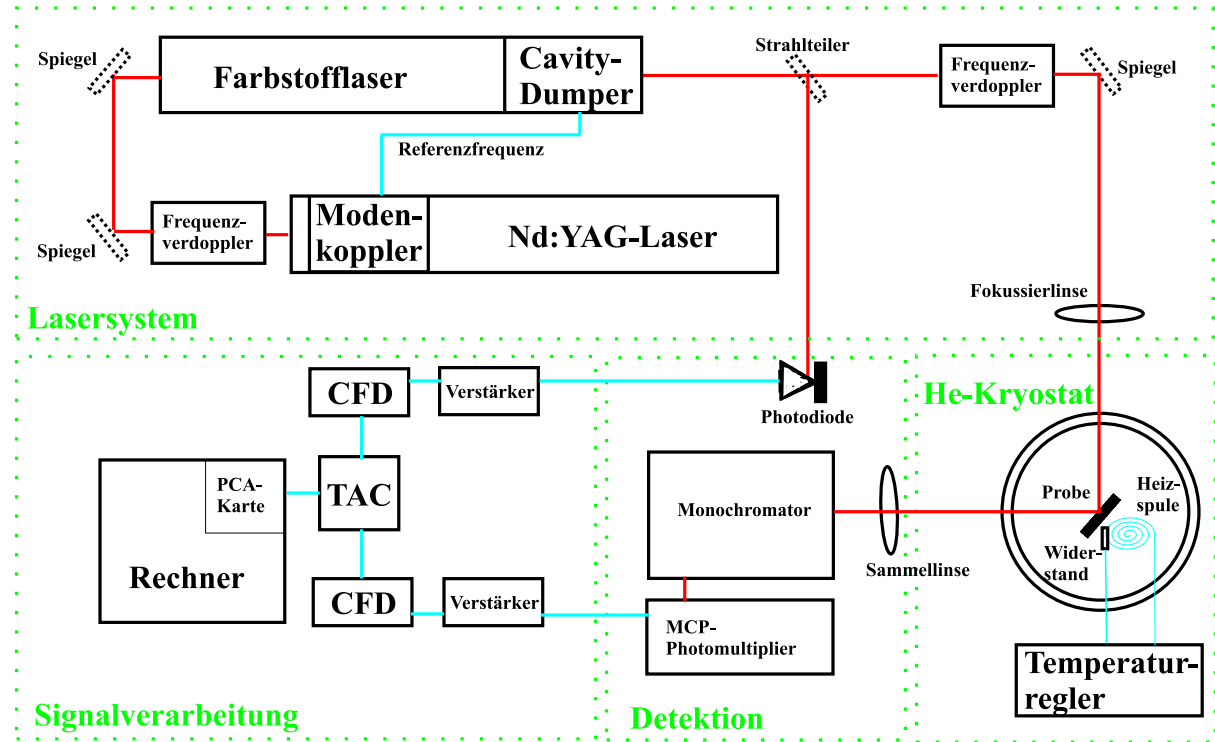 Spiegel
Farbstofflaser
Cavity-
Dumper
Strahlteiler
Frequenz-
verdoppler
Spiegel
Referenzfrequenz
Spiegel
Frequenz-
verdoppler
Moden-
koppler
Nd:YAG-Laser
Fokussierlinse
Lasersystem
CFD
Verstärker
Photodiode
He-Kryostat
PCA-
Karte
Rechner
TAC
CFD
Verstärker
Signalverarbeitung
Monochromator
Sammellinse
MCP-
Photomultiplier
Detektion
Probe
Heiz-
spule
Wider-
stand
Temperatur-
regler